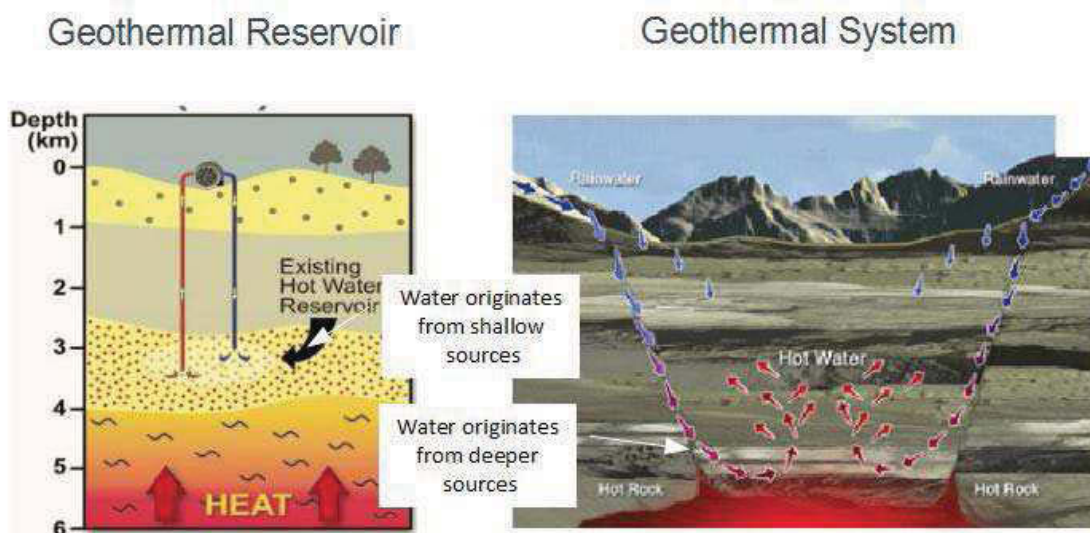 Geothermal Reservoir
Geothermal System
Depth
(km)
0
1
2
3
4
5
6
Existing
Hot Water
Reservoir
HEAT
Water originates
from shallow
sources
Water originates
from deeper
sources
Rainwater
Rainwater
Hot Water
Hot Rock
Hot Rock